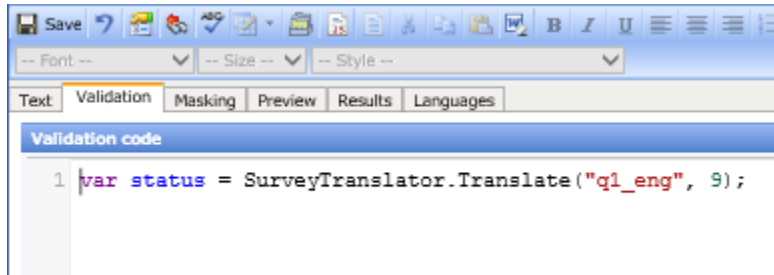 Save ABC B I U
-- Font -- -- Size -- -- Style --
Text Validation Masking Preview Results Languages
Validation code
1 var status = SurveyTranslator.Translate("q1_eng", 9);